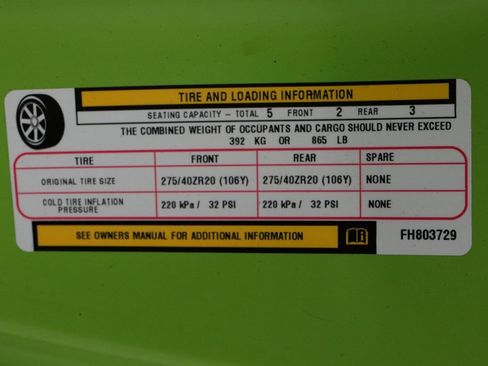 TIRE AND LOADING INFORMATION
SEATING CAPACITY - TOTAL 5 FRONT 2 REAR 3
THE COMBINED WEIGHT OF OCCUPANTS AND CARGO SHOULD NEVER EXCEED
392 KG OR 865 LB
TIRE FRONT REAR SPARE
ORIGINAL TIRE SIZE 275/40ZR20 (106Y) 275/40ZR20 (106Y) NONE
COLD TIRE INFLATION
PRESSURE 220 kPa / 32 PSI 220 kPa / 32 PSI NONE
SEE OWNERS MANUAL FOR ADDITIONAL INFORMATION FH803729